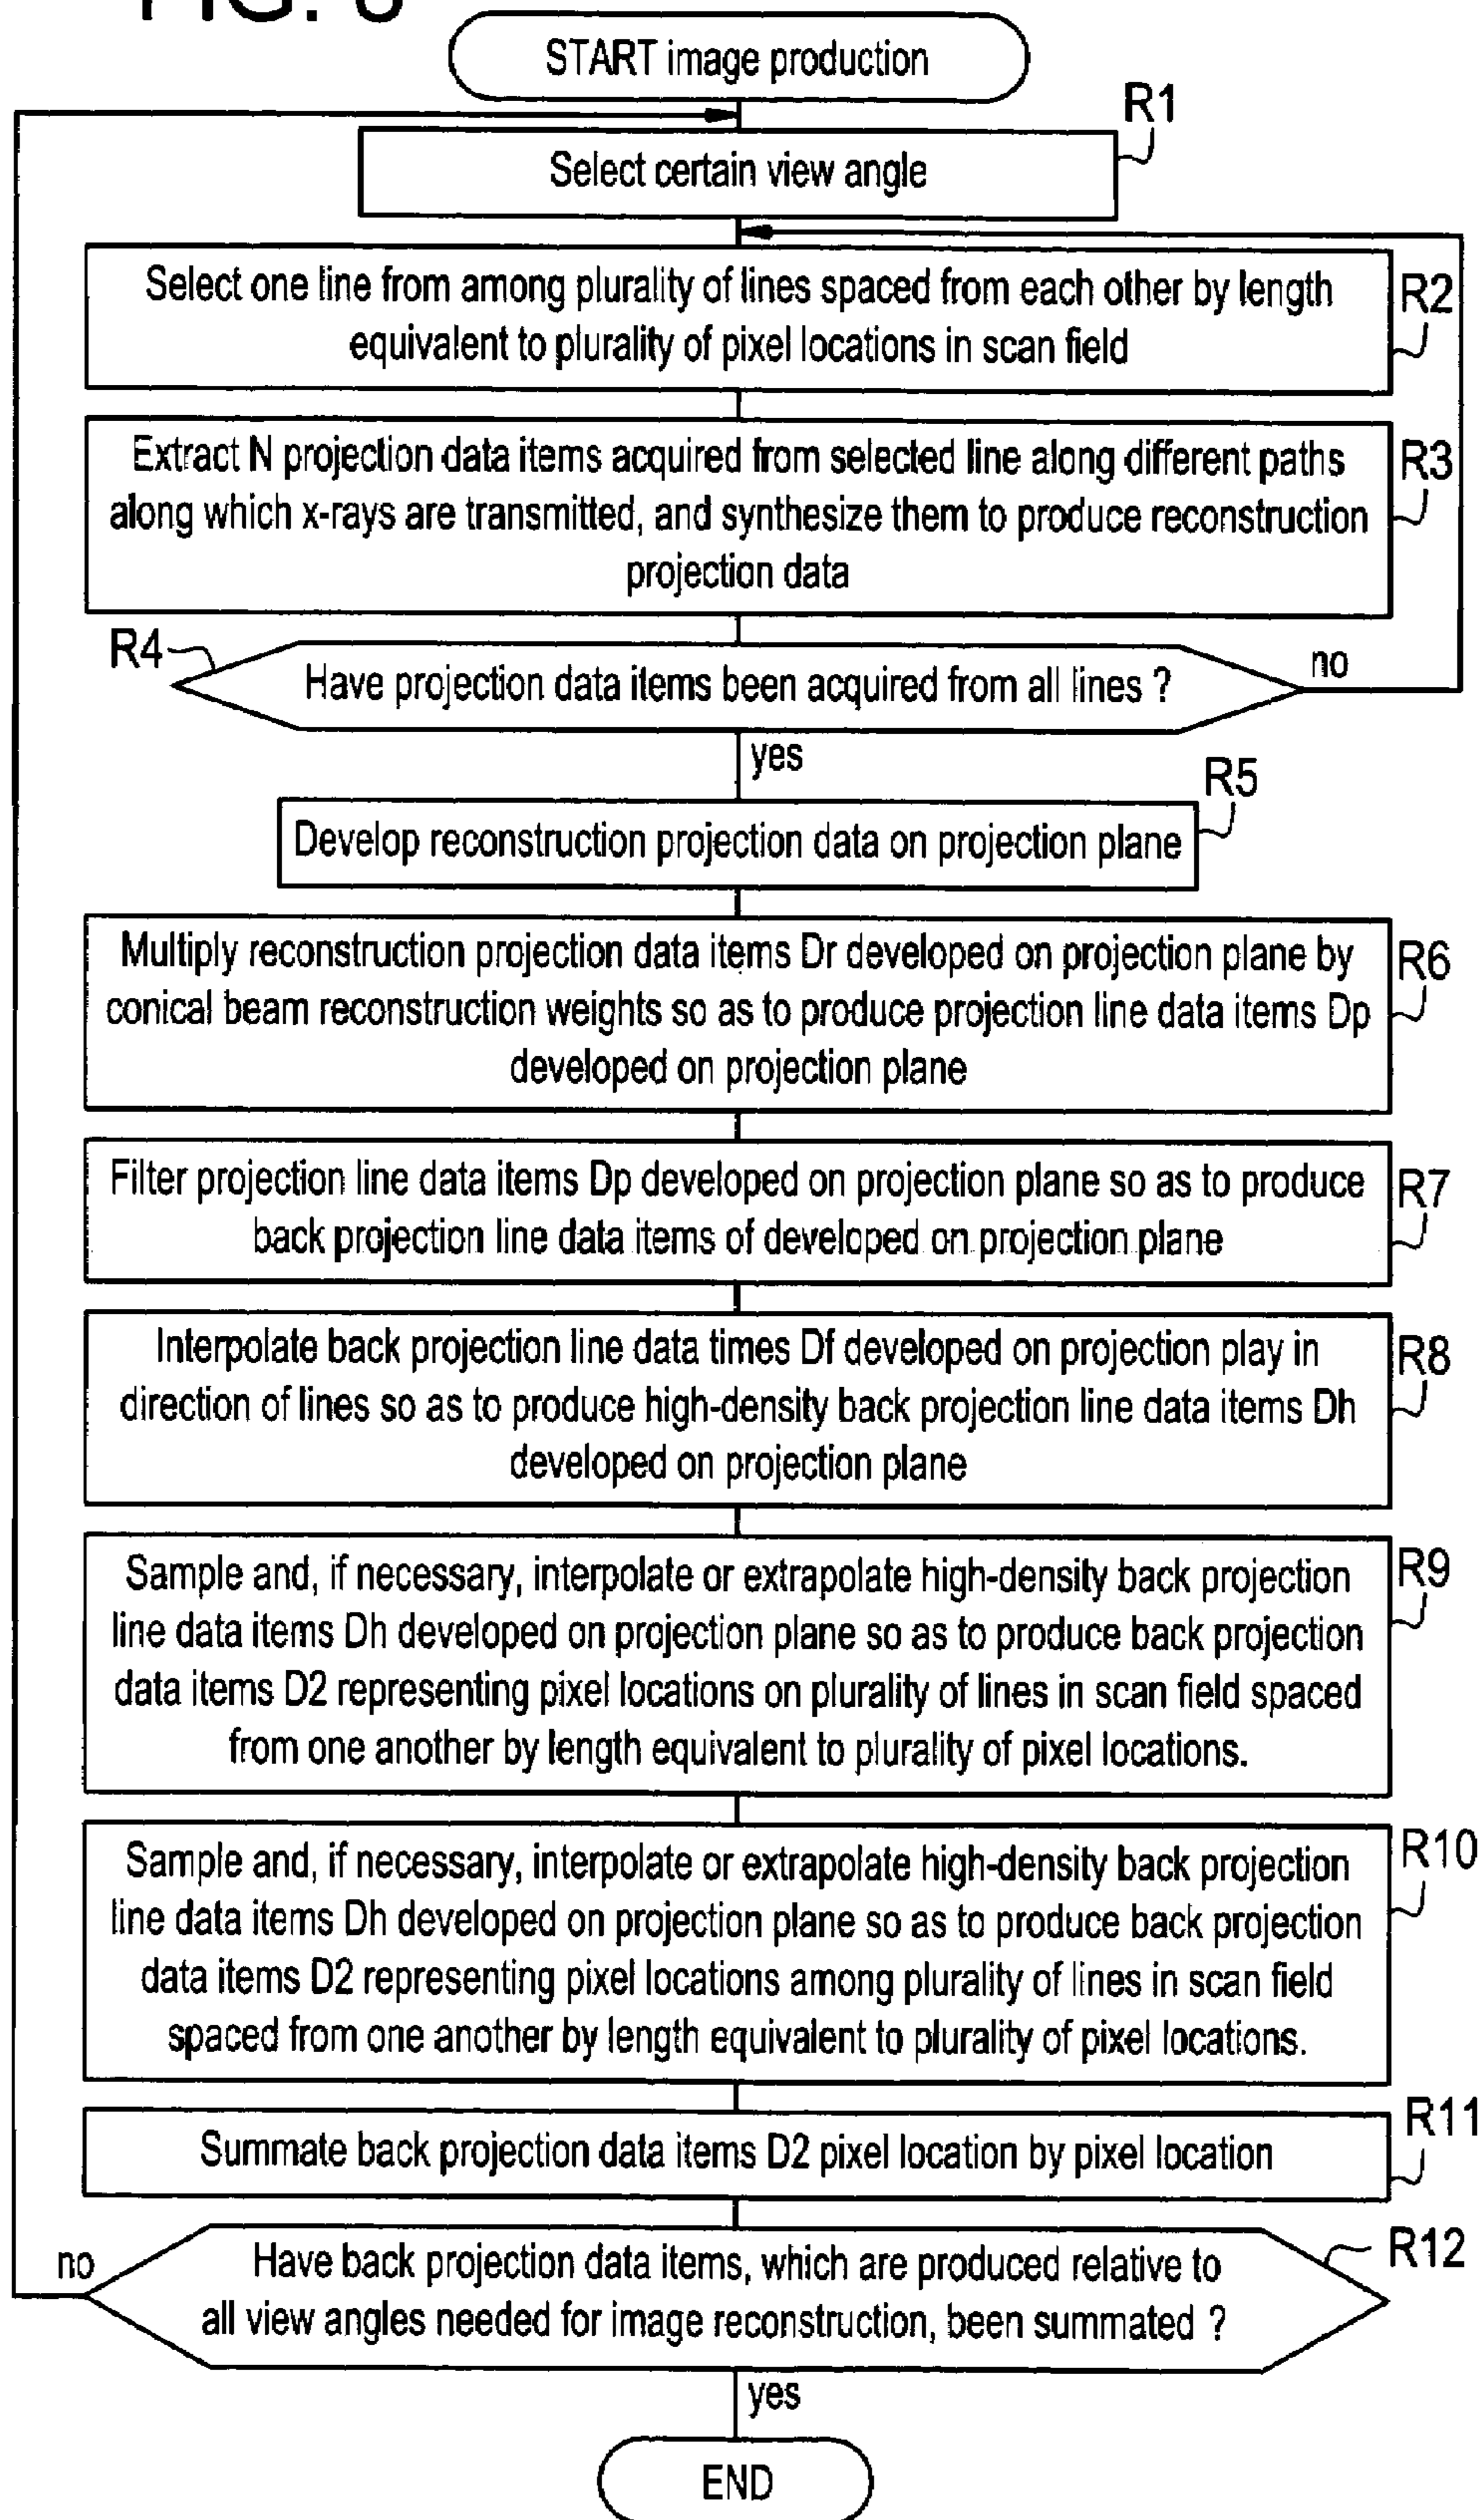 START image production
R1
Select certain view angle
Select one line from among plurality of lines spaced from each other by length
equivalent to plurality of pixel locations in scan field
R2
Extract N projection data items acquired from selected line along different paths
along which x-rays are transmitted, and synthesize them to produce reconstruction
projection data
R3
R4
Have projection data items been acquired from all lines ?
no
yes
R5
Develop reconstruction projection data on projection plane
Multiply reconstruction projection data items Dr developed on projection plane by
conical beam reconstruction weights so as to produce projection line data items Dp
developed on projection plane
R6
Filter projection line data items Dp developed on projection plane so as to produce
back projection line data items of developed on projection plane
R7
Interpolate back projection line data times Df developed on projection play in
direction of lines so as to produce high-density back projection line data items Dh
developed on projection plane
R8
Sample and, if necessary, interpolate or extrapolate high-density back projection
line data items Dh developed on projection plane so as to produce back projection
data items D2 representing pixel locations on plurality of lines in scan field spaced
from one another by length equivalent to plurality of pixel locations.
R9
Sample and, if necessary, interpolate or extrapolate high-density back projection
line data items Dh developed on projection plane so as to produce back projection
data items D2 representing pixel locations among plurality of lines in scan field
spaced from one another by length equivalent to plurality of pixel locations.
R10
Summate back projection data items D2 pixel location by pixel location
R11
no
Have back projection data items, which are produced relative to
all view angles needed for image reconstruction, been summated ?
R12
yes
END